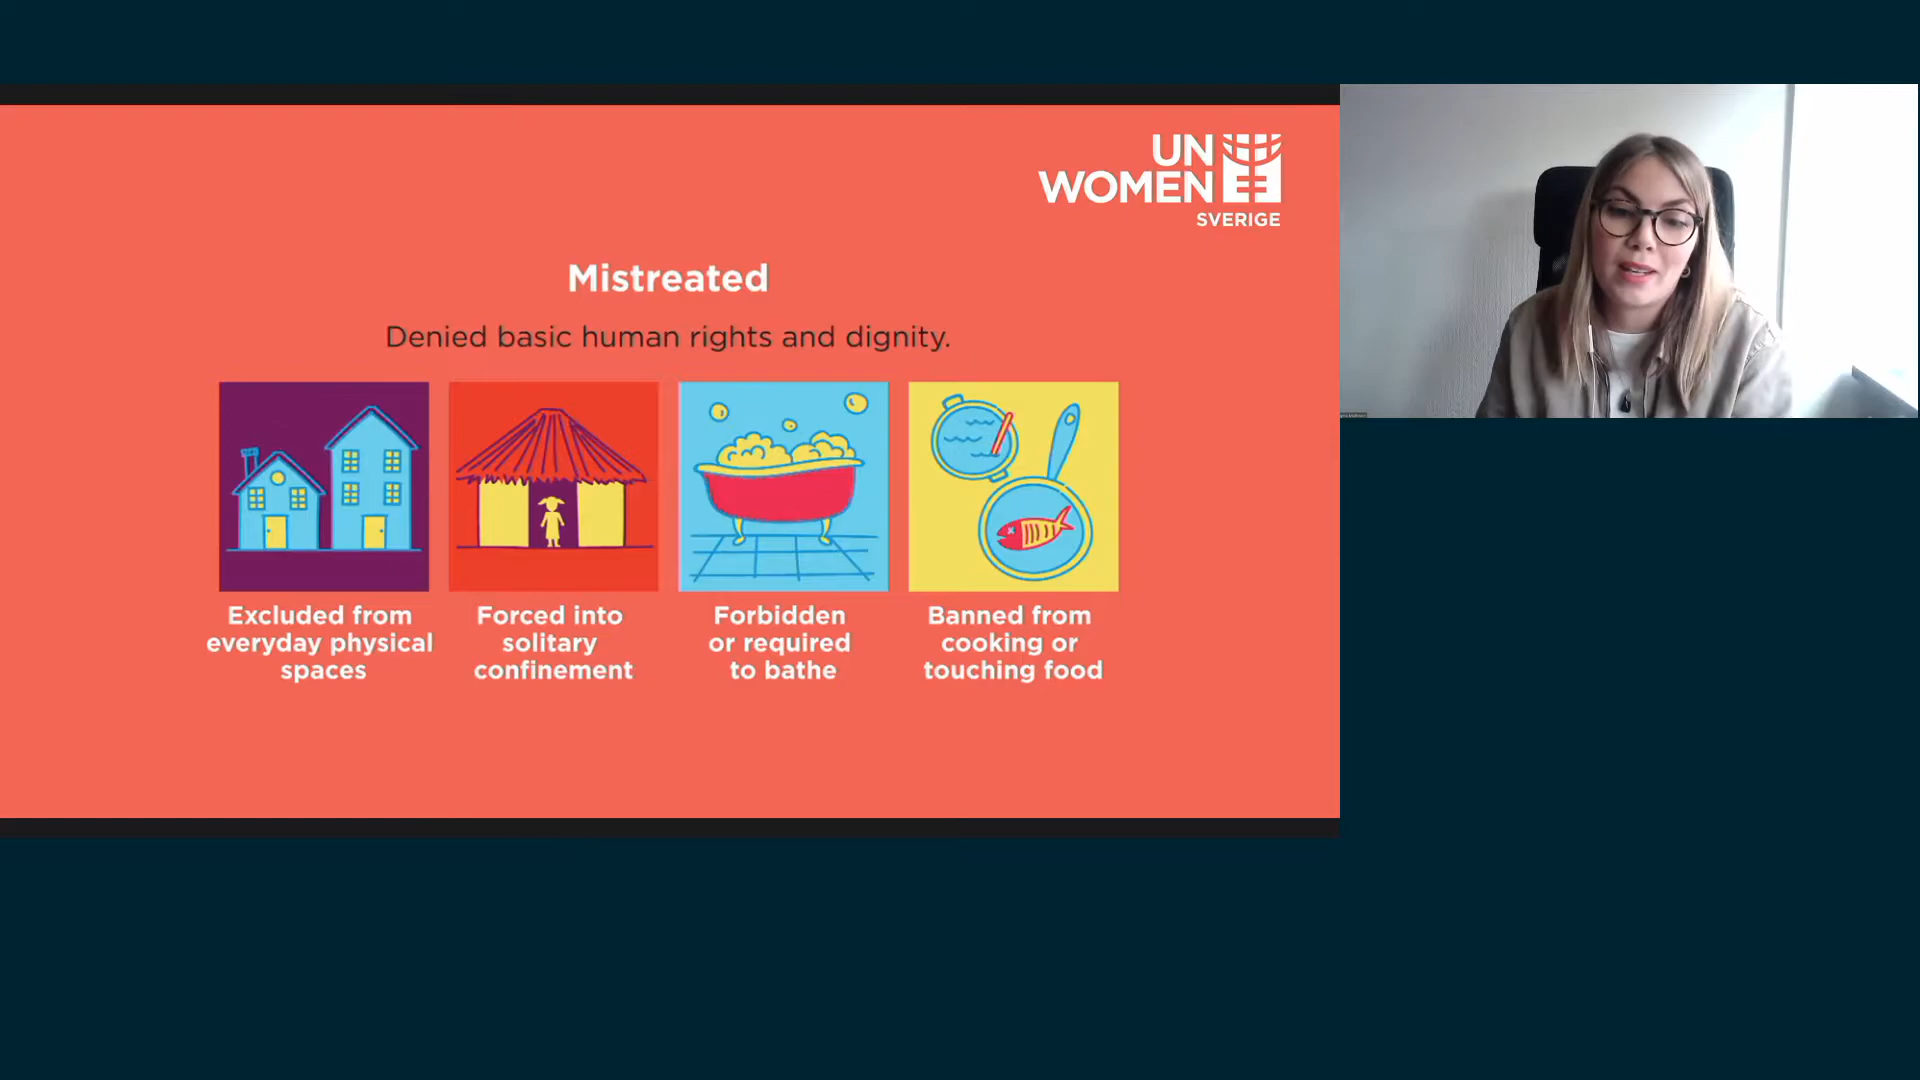 UN
WOMEN
SVERIGE
Mistreated
Denied basic human rights and dignity.
Excluded from
everyday physical
spaces
Forced into
solitary
confinement
Forbidden
or required
to bathe
Banned from
cooking or
touching food